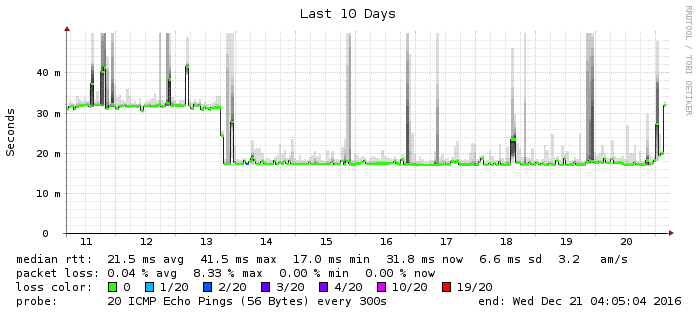 Last 10 Days
RRDTOOL / TOBI OETIKER
Seconds
40 m
30 m
20 m
10 m
0
11 12 13 14 15 16 17 18 19 20
median rtt: 21.5 ms avg 41.5 ms max 17.0 ms min 31.8 ms now 6.6 ms sd 3.2 am/s
packet loss: 0.04 % avg 8.33 % max 0.00 % min 0.00 % now
loss color: 0 1/20 2/20 3/20 4/20 10/20 19/20
probe: 20 ICMP Echo Pings (56 Bytes) every 300s end: Wed Dec 21 04:05:04 2016